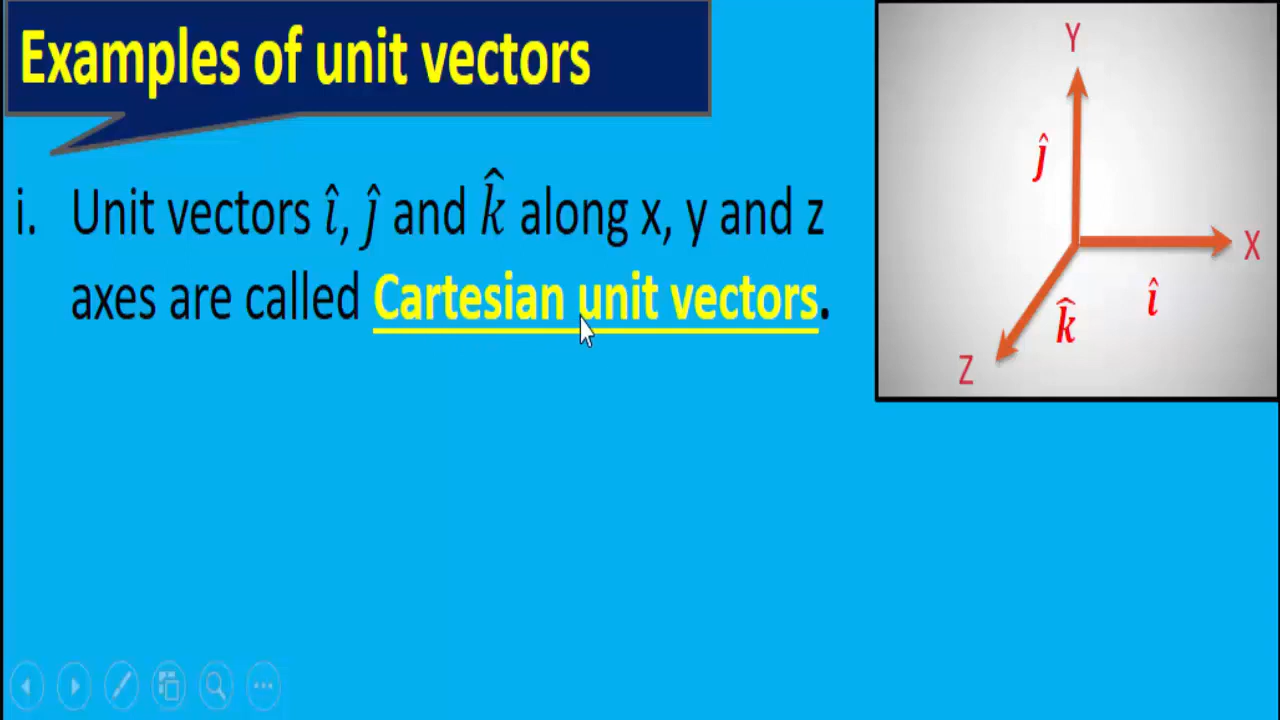 Examples of unit vectors
i. Unit vectors î, ĵ and k̂ along x, y and z
axes are called Cartesian unit vectors.
Y
ĵ
X
î
k̂
Z